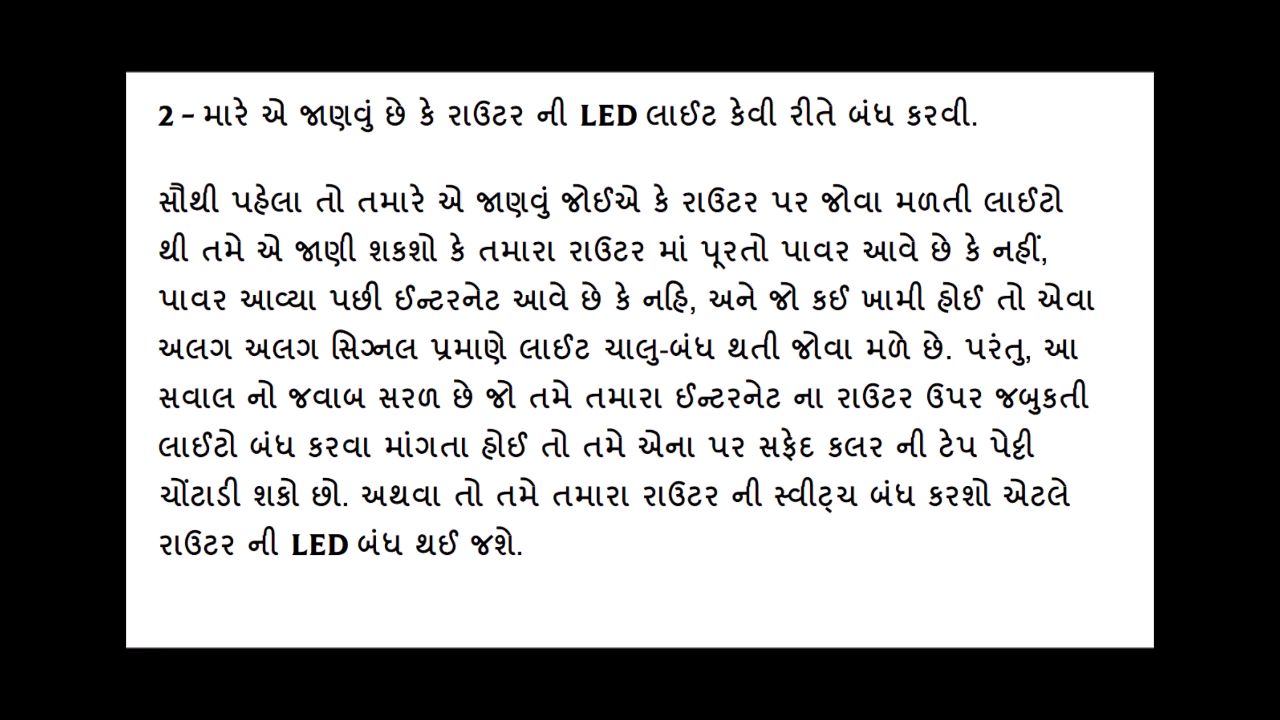 2 – મારે એ જાણવું છે કે રાઉટર ની LED લાઈટ કેવી રીતે બંધ કરવી.
સૌથી પહેલા તો તમારે એ જાણવું જોઈએ કે રાઉટર પર જોવા મળતી લાઈટો
થી તમે એ જાણી શકશો કે તમારા રાઉટર માં પૂરતો પાવર આવે છે કે નહીં,
પાવર આવ્યા પછી ઈન્ટરનેટ આવે છે કે નહિ, અને જો કઈ ખામી હોઈ તો એવા
અલગ અલગ સિગ્નલ પ્રમાણે લાઈટ ચાલુ-બંધ થતી જોવા મળે છે. પરંતુ, આ
સવાલ નો જવાબ સરળ છે જો તમે તમારા ઈન્ટરનેટ ના રાઉટર ઉપર જબુકતી
લાઈટો બંધ કરવા માંગતા હોઈ તો તમે એના પર સફેદ કલર ની ટેપ પેટ્ટી
ચોંટાડી શકો છો. અથવા તો તમે તમારા રાઉટર ની સ્વીટ્ચ બંધ કરશો એટલે
રાઉટર ની LED બંધ થઈ જશે.